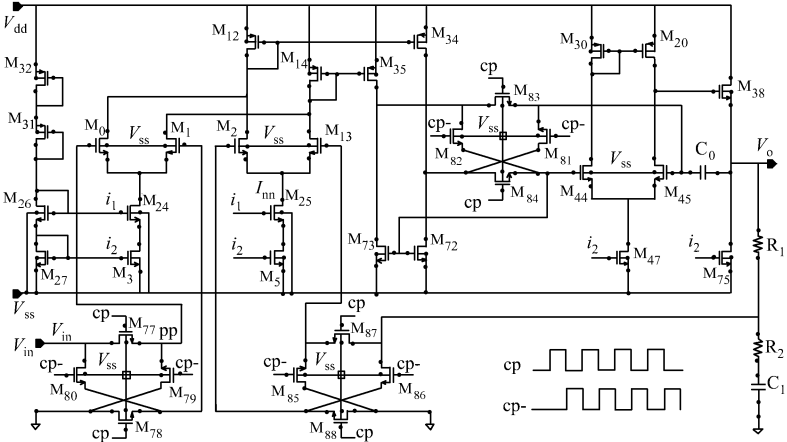 Vdd
M32
M31
M26
M27
Vss
M0
Vss
M1
i1
M24
i2
M3
M12
M14
M2
Vss
M13
Inn
M25
i1
i2
M5
M35
M34
M73
M72
cp
M83
cp-
Vss
cp-
M82
M81
M84
cp
M30
M20
M38
Vss
M44
M45
C0
Vo
i2
M47
i2
M75
R1
R2
C1
Vin
Vin
cp
M77
pp
Vss
cp-
M80
M79
cp
M78
cp
M87
cp-
Vss
cp-
M85
M86
cp
M88
cp
cp-